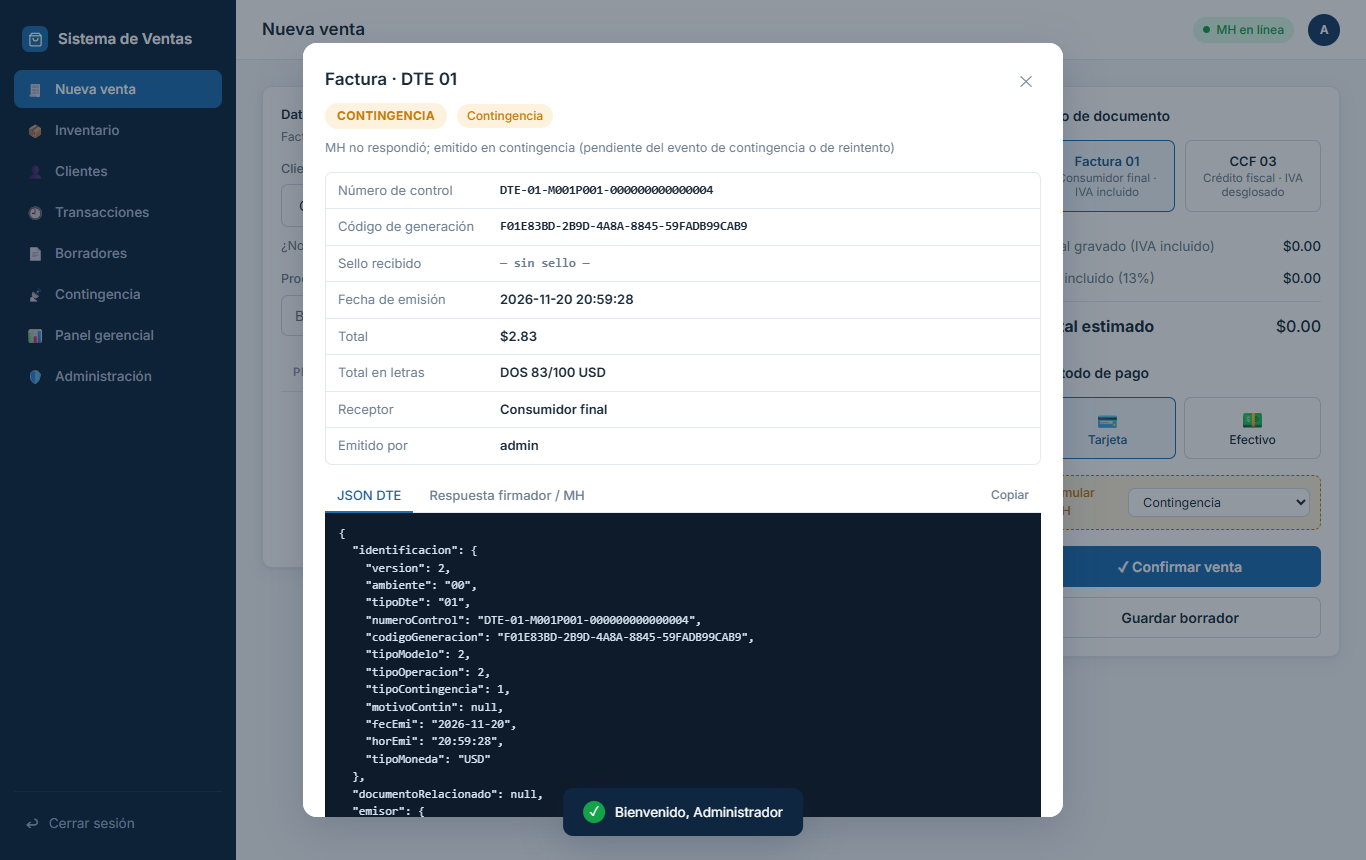 Sistema de Ventas
Nueva venta
Inventario
Clientes
Transacciones
Borradores
Contingencia
Panel gerencial
Administración
Cerrar sesión
Nueva venta
MH en línea
A
Factura · DTE 01
CONTINGENCIA
Contingencia
MH no respondió; emitido en contingencia (pendiente del evento de contingencia o de reintento)
Número de control DTE-01-M001P001-000000000000004
Código de generación F01E83BD-2B9D-4A8A-8845-59FADB99CAB9
Sello recibido — sin sello —
Fecha de emisión 2026-11-20 20:59:28
Total $2.83
Total en letras DOS 83/100 USD
Receptor Consumidor final
Emitido por admin
JSON DTE
Respuesta firmador / MH
Copiar
{
"identificacion": {
"version": 2,
"ambiente": "00",
"tipoDte": "01",
"numeroControl": "DTE-01-M001P001-000000000000004",
"codigoGeneracion": "F01E83BD-2B9D-4A8A-8845-59FADB99CAB9",
"tipoModelo": 2,
"tipoOperacion": 2,
"tipoContingencia": 1,
"motivoContin": null,
"fecEmi": "2026-11-20",
"horEmi": "20:59:28",
"tipoMoneda": "USD"
},
"documentoRelacionado": null,
"emisor": {
Bienvenido, Administrador
Dat
Fact
Clie
¿No
Pro
B
o de documento
Factura 01
Consumidor final ·
IVA incluido
CCF 03
Crédito fiscal · IVA
desglosado
al gravado (IVA incluido) $0.00
incluido (13%) $0.00
tal estimado $0.00
todo de pago
Tarjeta
Efectivo
mular
H
Contingencia
✓ Confirmar venta
Guardar borrador